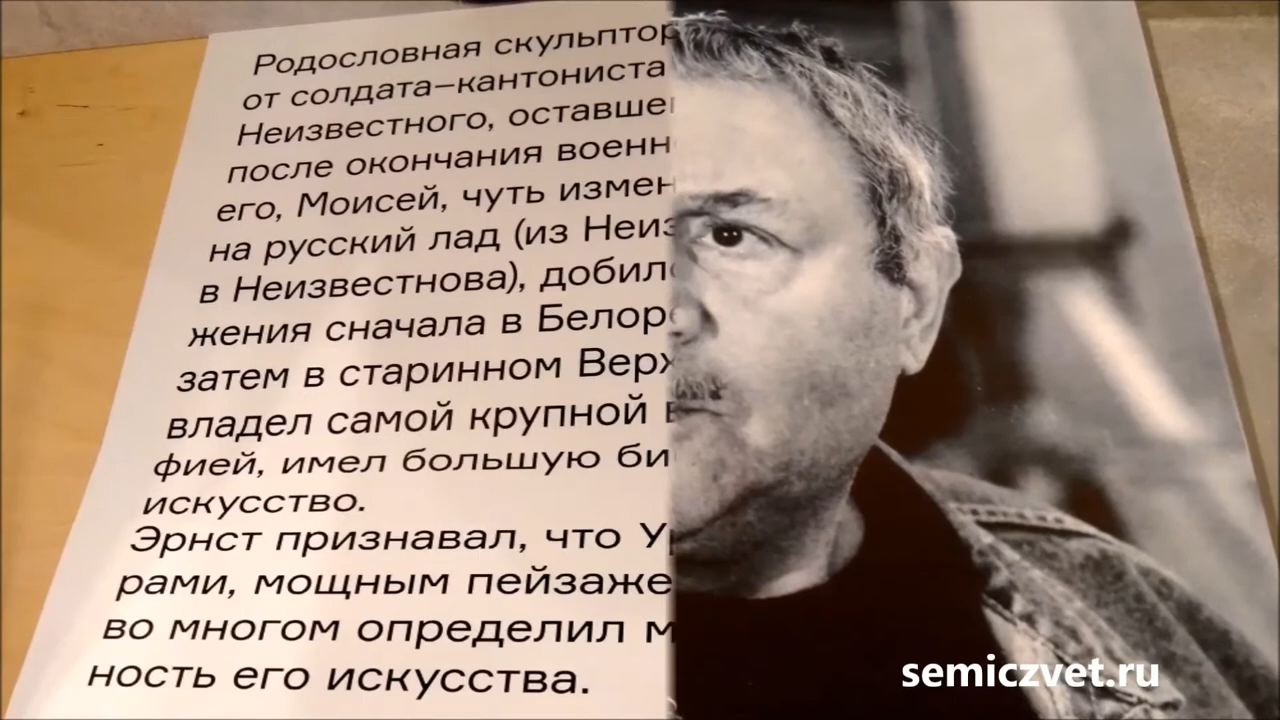 Родословная скульптор
от солдата–кантониста
Неизвестного, оставше
после окончания военн
его, Моисей, чуть измен
на русский лад (из Неиз
в Неизвестнова), добило
жения сначала в Белор
затем в старинном Верх
владел самой крупной в
фией, имел большую би
искусство.
Эрнст признавал, что Ур
рами, мощным пейзаже
во многом определил м
ность его искусства.
semiczvet.ru